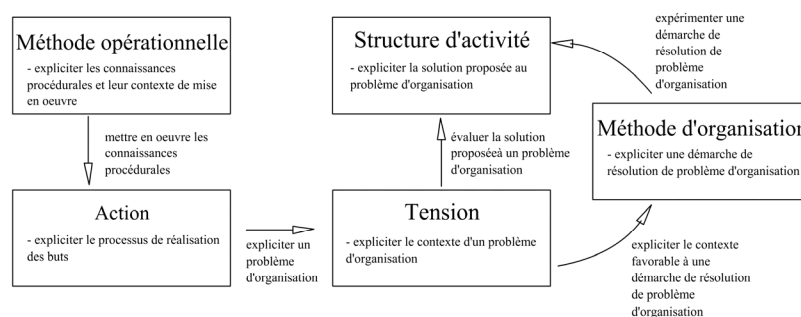 Méthode opérationnelle
- expliciter les connaissances
procédurales et leur contexte de mise
en oeuvre
mettre en oeuvre les
connaissances
procédurales
Action
- expliciter le processus de réalisation
des buts
expliciter un
problème
d'organisation
Structure d'activité
- expliciter la solution proposée au
problème d'organisation
évaluer la solution
proposéeà un problème
d'organisation
Tension
- expliciter le contexte d'un problème
d'organisation
expérimenter une
démarche de
résolution de
problème
d'organisation
Méthode d'organisation
- expliciter une démarche de
résolution de problème d'organisation
expliciter le contexte
favorable à une
démarche de résolution
de problème
d'organisation